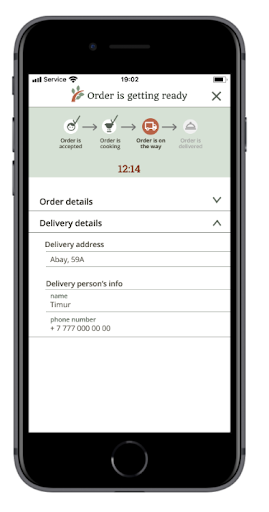 Service
19:02
Order is getting ready
Order is accepted
Order is cooking
Order is on the way
Order is delivered
12:14
Order details
Delivery details
Delivery address
Abay, 59A
Delivery person's info
name
Timur
phone number
+ 7 777 000 00 00